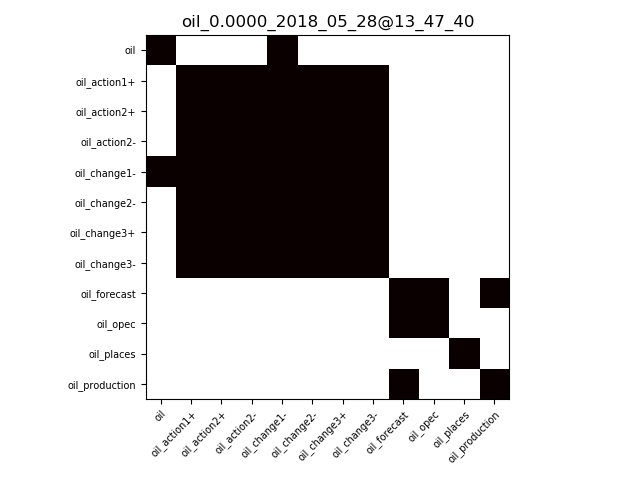 oil_0.0000_2018_05_28@13_47_40
oil
oil_action1+
oil_action2+
oil_action2-
oil_change1-
oil_change2-
oil_change3+
oil_change3-
oil_forecast
oil_opec
oil_places
oil_production
oil
oil_action1+
oil_action2+
oil_action2-
oil_change1-
oil_change2-
oil_change3+
oil_change3-
oil_forecast
oil_opec
oil_places
oil_production